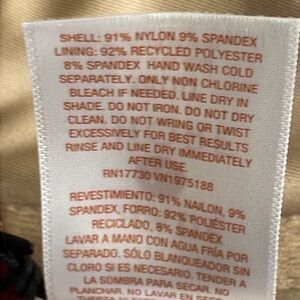 SHELL: 91% NYLON 9% SPANDEX
LINING: 92% RECYCLED POLYESTER
8% SPANDEX HAND WASH COLD
SEPARATELY. ONLY NON CHLORINE
BLEACH IF NEEDED. LINE DRY IN
SHADE. DO NOT IRON. DO NOT DRY
CLEAN. DO NOT WRING OR TWIST
EXCESSIVELY FOR BEST RESULTS
RINSE AND LINE DRY IMMEDIATELY
AFTER USE.
RN17730 VN1975188
REVESTIMIENTO: 91% NAILON, 9%
SPANDEX, FORRO: 92% POLIÉSTER
RECICLADO, 8% SPANDEX
LAVAR A MANO CON AGUA FRÍA POR
SEPARADO. SÓLO BLANQUEADOR SIN
CLORO SI ES NECESARIO. TENDER A
LA SOMBRA PARA SECAR. NO
PLANCHAR. NO LAVAR EN